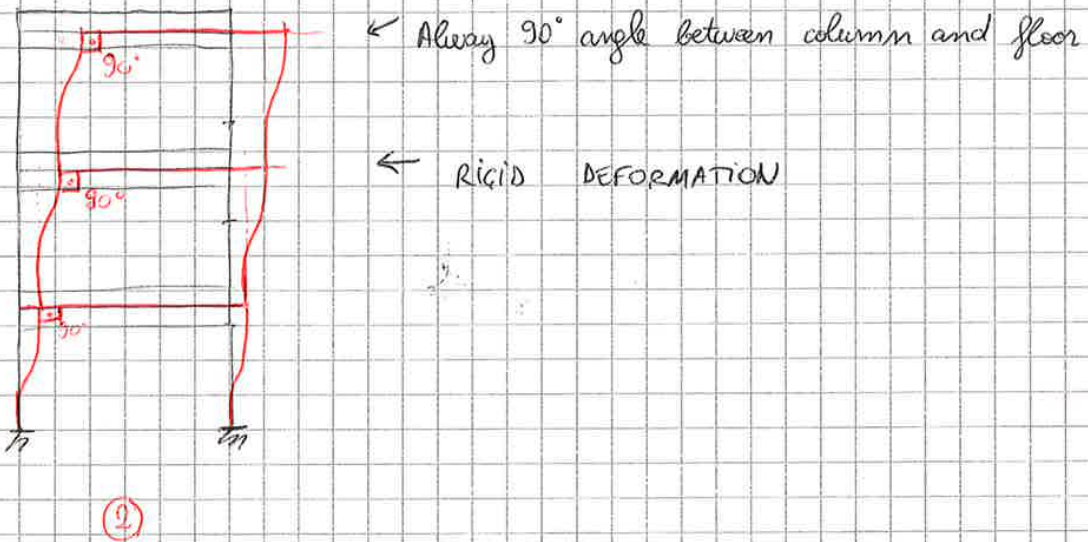 ← Alway 90° angle between column and floor
90°
← RIGID DEFORMATION
90°
90°
②